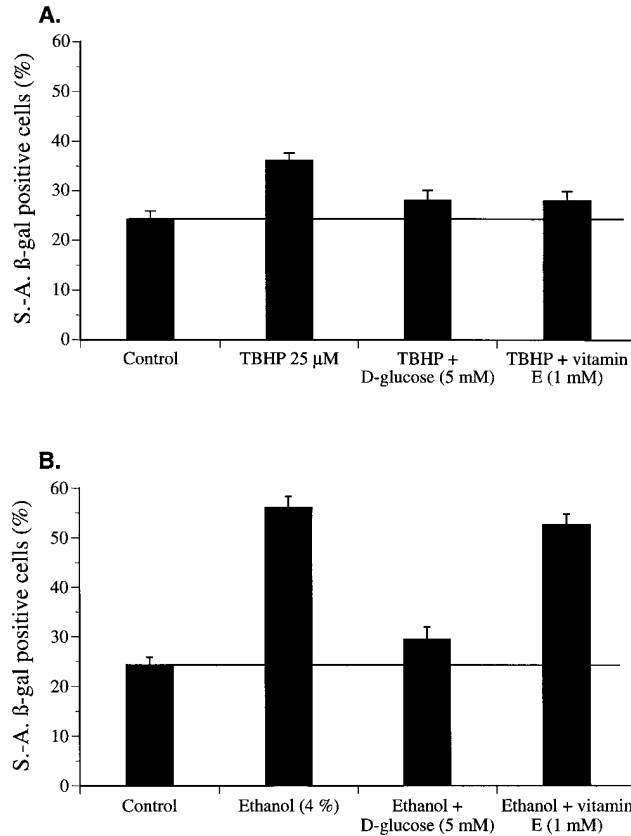 A.
S.-A. ß-gal positive cells (%)
60
50
40
30
20
10
0
Control
TBHP 25 µM
TBHP +
D-glucose (5 mM)
TBHP + vitamin
E (1 mM)
B.
S.-A. ß-gal positive cells (%)
60
50
40
30
20
10
0
Control
Ethanol (4 %)
Ethanol +
D-glucose (5 mM)
Ethanol + vitamin
E (1 mM)